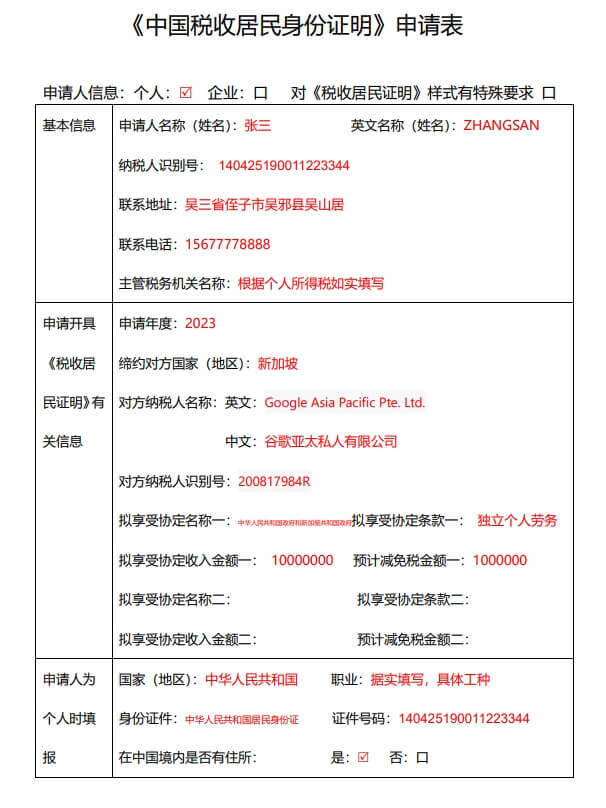 《中国税收居民身份证明》申请表
申请人信息：个人：☑ 企业：口 对《税收居民证明》样式有特殊要求 口
基本信息
申请人名称（姓名）：张三 英文名称（姓名）：ZHANGSAN
纳税人识别号： 140425190011223344
联系地址：吴三省侄子市吴邪县吴山居
联系电话：15677778888
主管税务机关名称：根据个人所得税如实填写
申请开具
《税收居
民证明》有
关信息
申请年度：2023
缔约对方国家（地区）：新加坡
对方纳税人名称：英文：Google Asia Pacific Pte. Ltd.
中文：谷歌亚太私人有限公司
对方纳税人识别号：200817984R
拟享受协定名称一：中华人民共和国政府和新加坡共和国政府 拟享受协定条款一： 独立个人劳务
拟享受协定收入金额一： 10000000 预计减免税金额一：1000000
拟享受协定名称二： 拟享受协定条款二：
拟享受协定收入金额二： 预计减免税金额二：
申请人为
个人时填
报
国家（地区）：中华人民共和国 职业：据实填写，具体工种
身份证件：中华人民共和国居民身份证 证件号码：140425190011223344
在中国境内是否有住所： 是：☑ 否：口